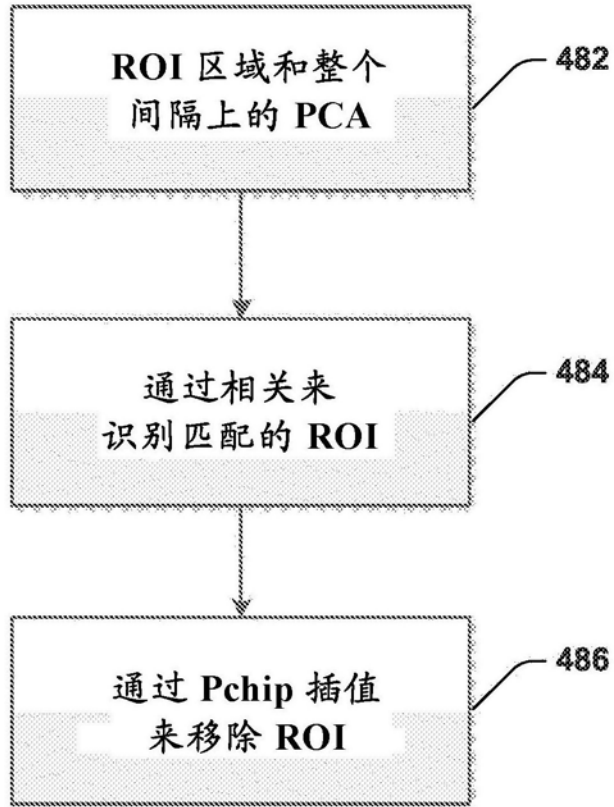 ROI 区域和整个
间隔上的 PCA
482
通过相关来
识别匹配的 ROI
484
通过 Pchip 插值
来移除 ROI
486